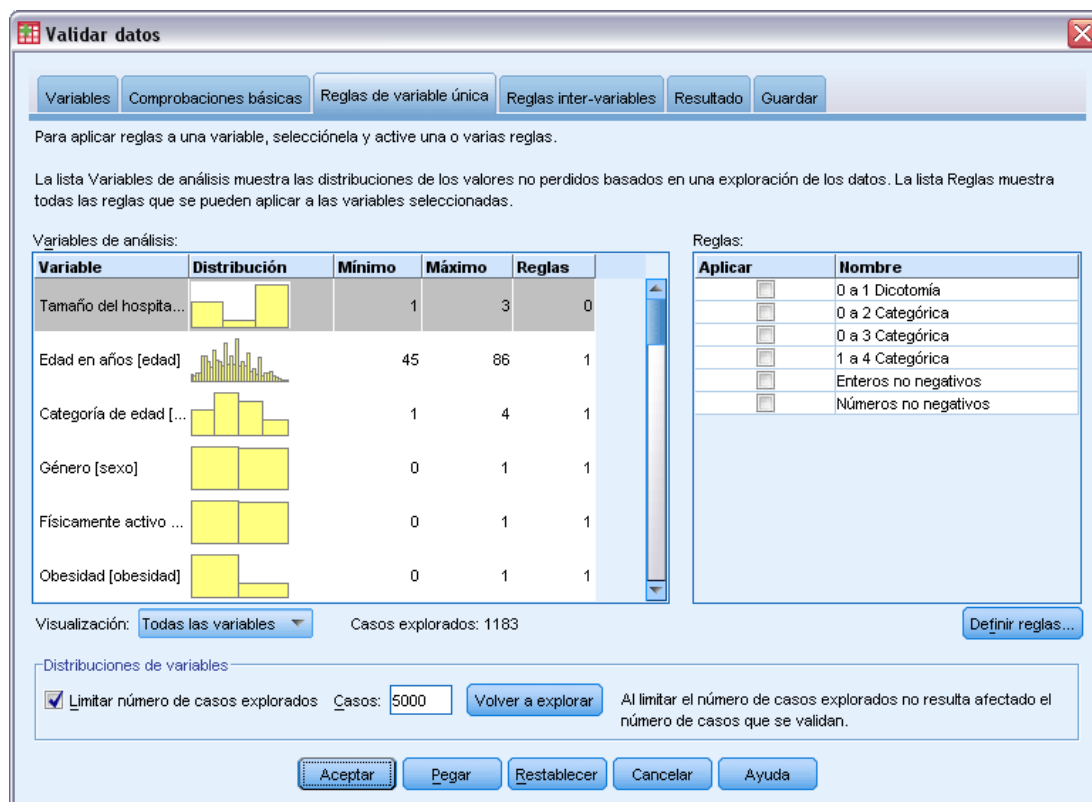 Validar datos
Variables Comprobaciones básicas Reglas de variable única Reglas inter-variables Resultado Guardar
Para aplicar reglas a una variable, selecciónela y active una o varias reglas.
La lista Variables de análisis muestra las distribuciones de los valores no perdidos basados en una exploración de los datos. La lista Reglas muestra
todas las reglas que se pueden aplicar a las variables seleccionadas.
Variables de análisis:
Variable Distribución Mínimo Máximo Reglas
Tamaño del hospita... 1 3 0
Edad en años [edad] 45 86 1
Categoría de edad [... 1 4 1
Género [sexo] 0 1 1
Físicamente activo ... 0 1 1
Obesidad [obesidad] 0 1 1
Reglas:
Aplicar Nombre
0 a 1 Dicotomía
0 a 2 Categórica
0 a 3 Categórica
1 a 4 Categórica
Enteros no negativos
Números no negativos
Visualización: Todas las variables Casos explorados: 1183 Definir reglas...
Distribuciones de variables
Limitar número de casos explorados Casos: 5000 Volver a explorar
Al limitar el número de casos explorados no resulta afectado el
número de casos que se validan.
Aceptar Pegar Restablecer Cancelar Ayuda